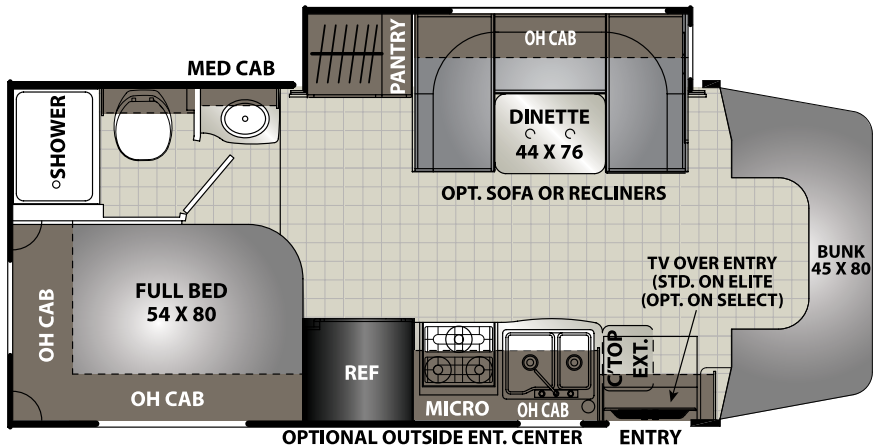 MED CAB
PANTRY
OH CAB
SHOWER
DINETTE
44 X 76
OPT. SOFA OR RECLINERS
BUNK
45 X 80
TV OVER ENTRY
(STD. ON ELITE
(OPT. ON SELECT)
FULL BED
54 X 80
OH CAB
OH CAB
REF
MICRO
OH CAB
C'TOP
EXT.
OPTIONAL OUTSIDE ENT. CENTER
ENTRY